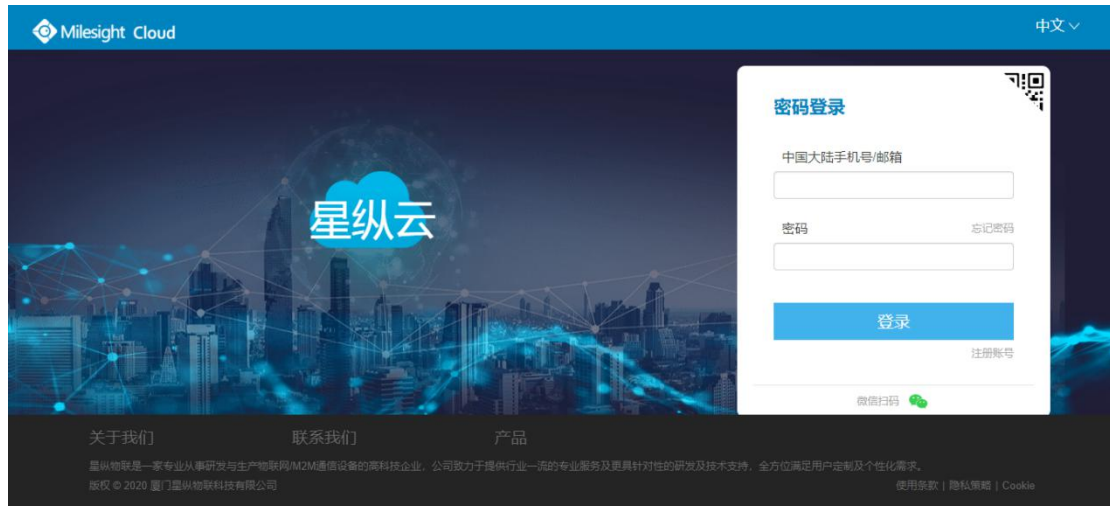 Milesight Cloud
中文
密码登录
中国大陆手机号/邮箱
星纵云
密码 忘记密码
登录
注册账号
微信扫码
关于我们 联系我们 产品
星纵物联是一家专业从事研发与生产物联网/M2M通信设备的高科技企业，公司致力于提供行业一流的专业服务及更具针对性的研发及技术支持，全方位满足用户定制及个性化需求。
版权 © 2020 厦门星纵物联科技有限公司 使用条款 | 隐私策略 | Cookie